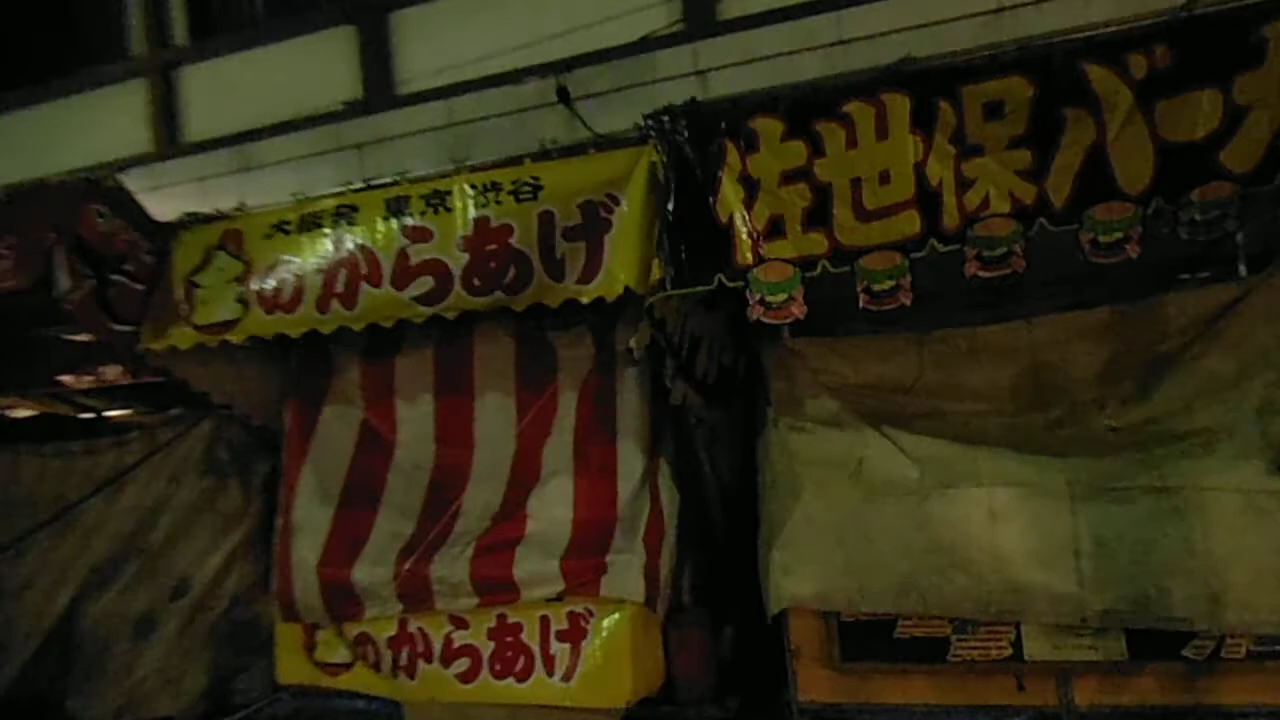 大阪発 東京 渋谷
のからあげ
佐世保バーガ
のからあげ